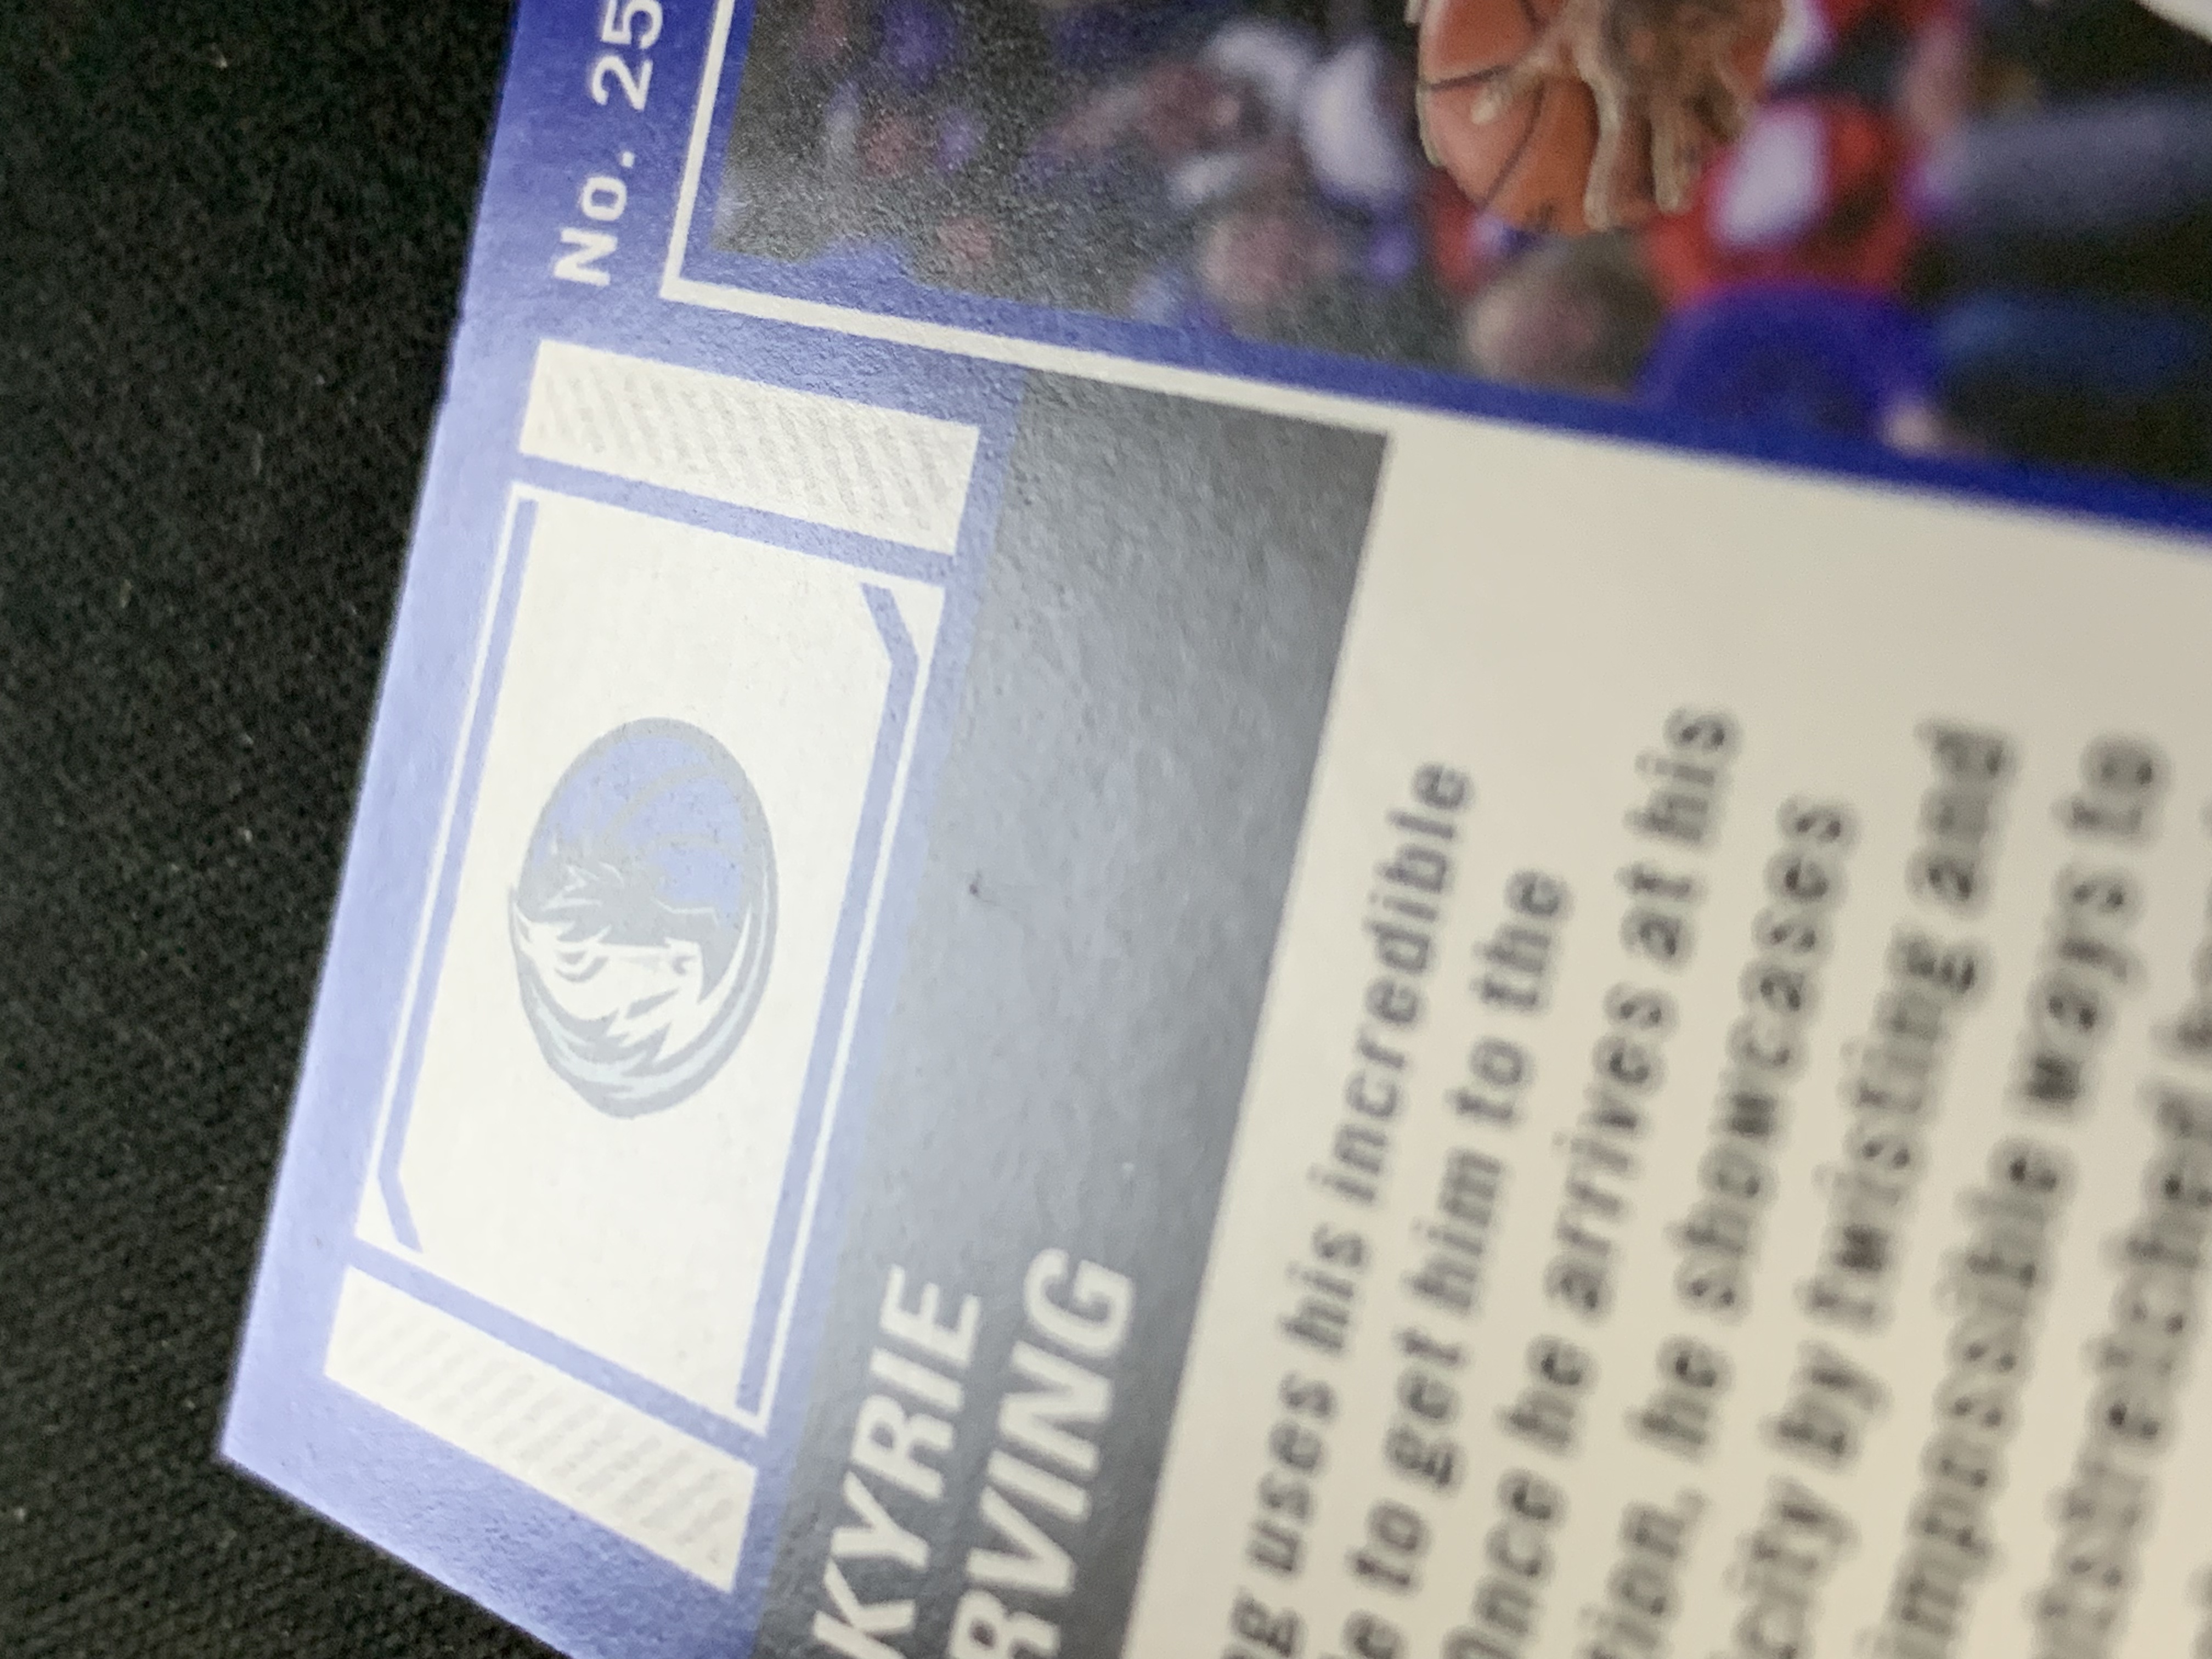 No. 25
KYRIE
RVING
g uses his incredible
le to get him to the
Once he arrives at his
tion, he showcases
city by twisting and
impossible ways to